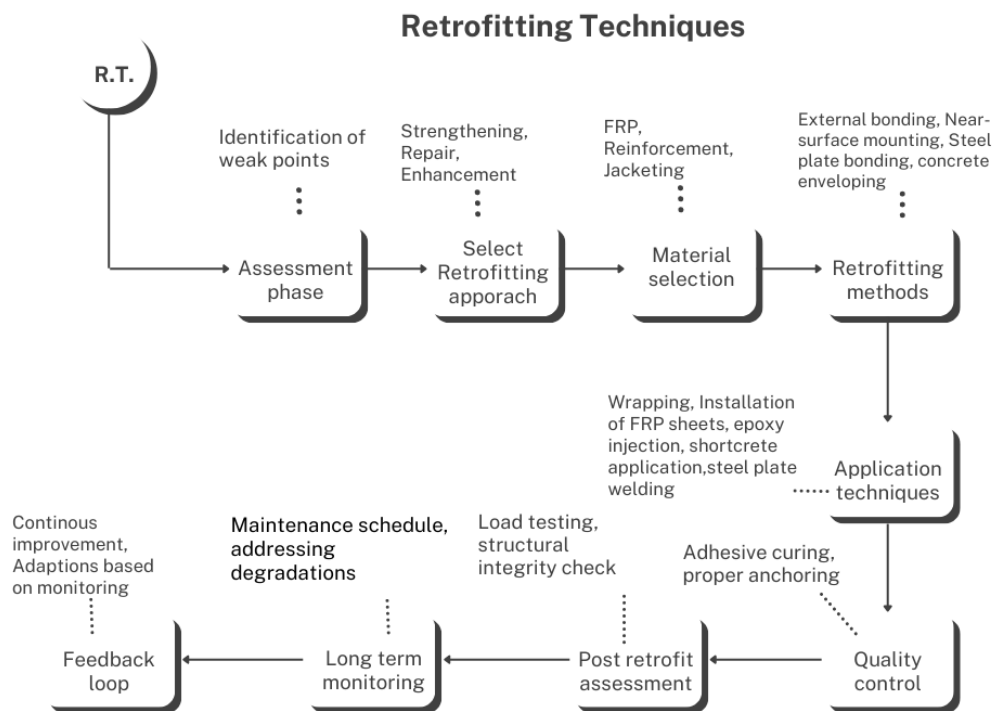 Retrofitting Techniques
R.T.
Identification of
weak points
Strengthening,
Repair,
Enhancement
FRP,
Reinforcement,
Jacketing
External bonding, Near-
surface mounting, Steel
plate bonding, concrete
enveloping
Assessment
phase
Select
Retrofitting
apporach
Material
selection
Retrofitting
methods
Wrapping, Installation
of FRP sheets, epoxy
injection, shortcrete
application,steel plate
welding
Application
techniques
Adhesive curing,
proper anchoring
Quality
control
Load testing,
structural
integrity check
Post retrofit
assessment
Maintenance schedule,
addressing
degradations
Long term
monitoring
Continous
improvement,
Adaptions based
on monitoring
Feedback
loop